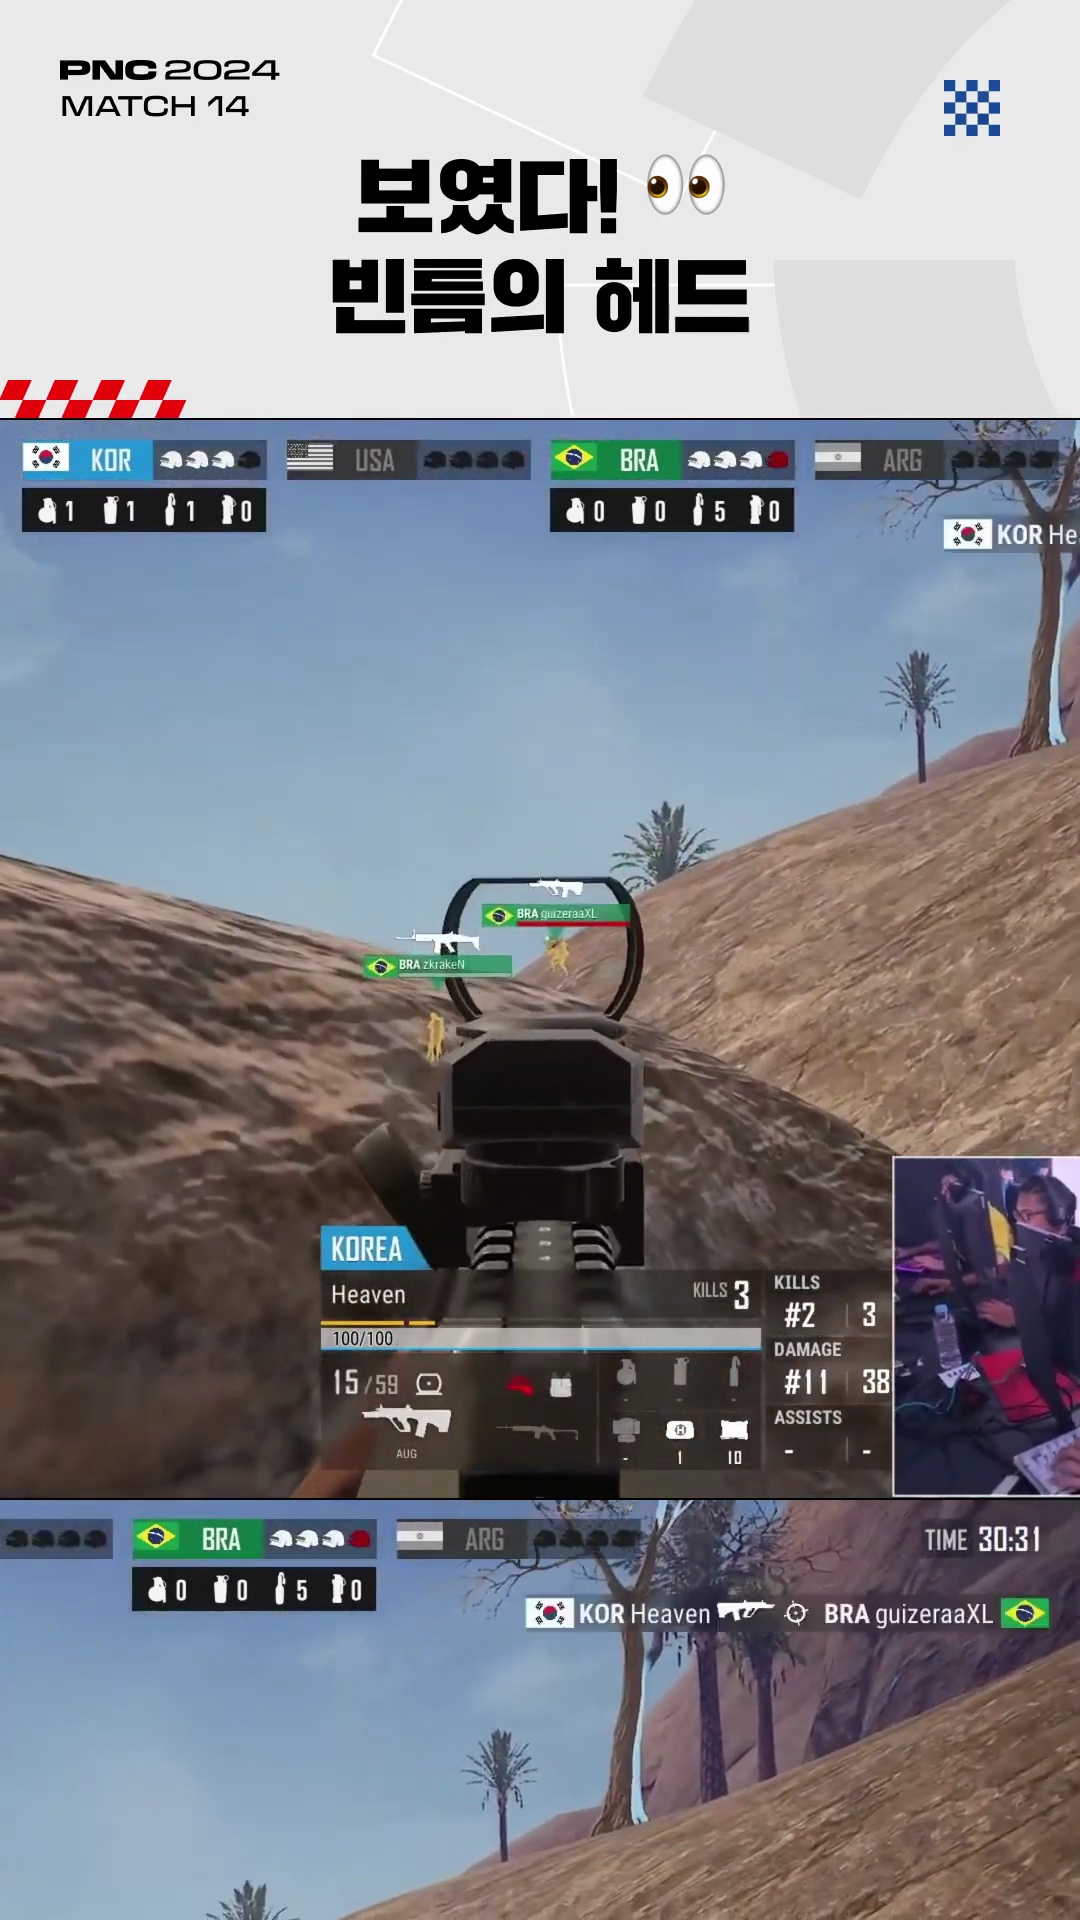 PNC 2024
MATCH 14
보였다! 👀
빈틈의 헤드
KOR
USA
BRA
ARG
1 1 1 0
0 0 5 0
KOR He
BRA guizeraaXL
BRA zkrakeN
KOREA
Heaven
KILLS 3
100/100
15/59
AUG
-
1
10
KILLS
#2 3
DAMAGE
#11 38
ASSISTS
- -
BRA
ARG
TIME 30:31
0 0 5 0
KOR Heaven BRA guizeraaXL